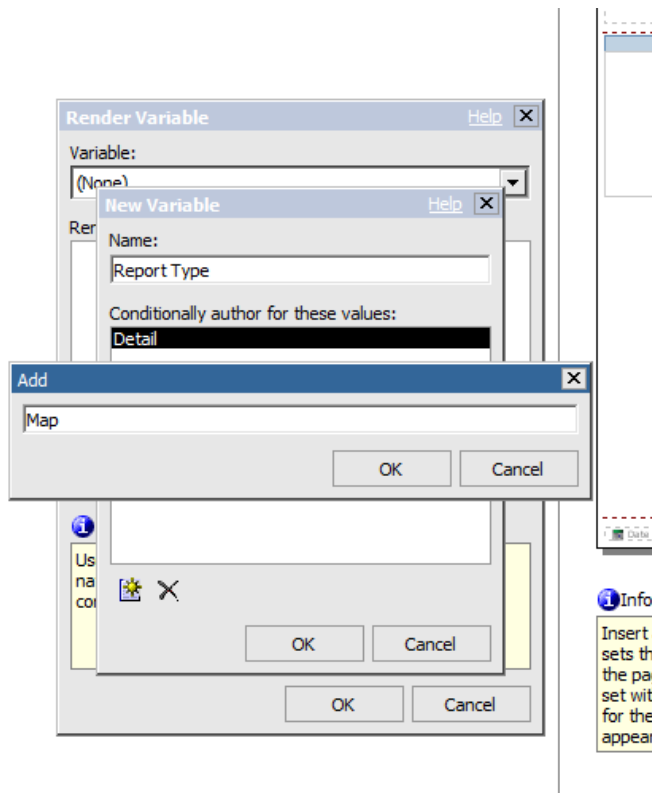 Render Variable Help
Variable:
(None)
Ren
New Variable Help
Name:
Report Type
Conditionally author for these values:
Detail
Add
Map
OK Cancel
Us
na
co
OK Cancel
OK Cancel
Date
Info
Insert
sets th
the pa
set wit
for the
appear